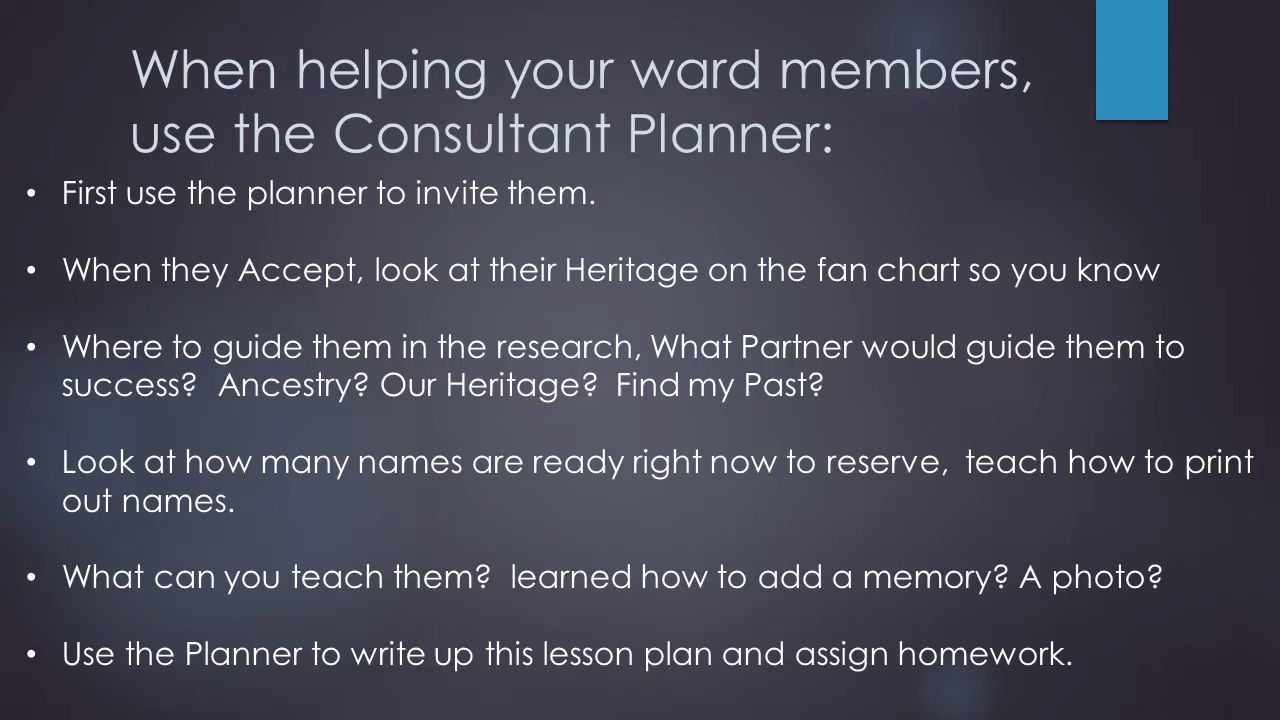 When helping your ward members,
use the Consultant Planner:
• First use the planner to invite them.
• When they Accept, look at their Heritage on the fan chart so you know
• Where to guide them in the research, What Partner would guide them to
success?  Ancestry? Our Heritage?  Find my Past?
• Look at how many names are ready right now to reserve,  teach how to print
out names.
• What can you teach them?  learned how to add a memory? A photo?
• Use the Planner to write up this lesson plan and assign homework.